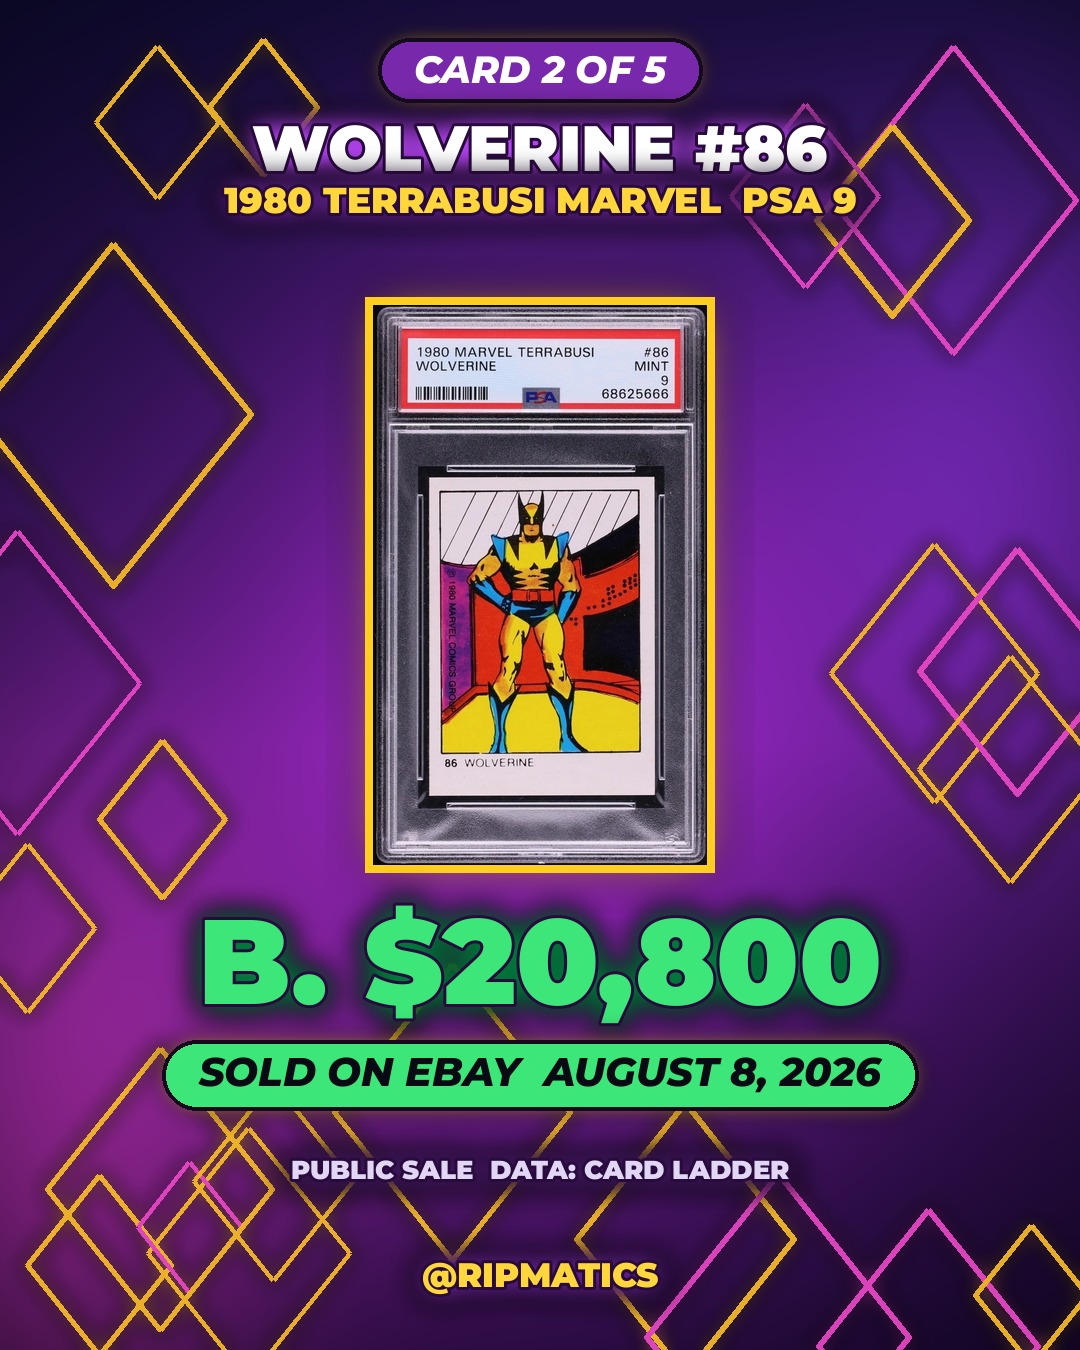 CARD 2 OF 5
WOLVERINE #86
1980 TERRABUSI MARVEL PSA 9
1980 MARVEL TERRABUSI #86
WOLVERINE MINT
9
PSA 68625666
© 1980 MARVEL COMICS GROUP
86 WOLVERINE
B. $20,800
SOLD ON EBAY AUGUST 8, 2026
PUBLIC SALE DATA: CARD LADDER
@RIPMATICS